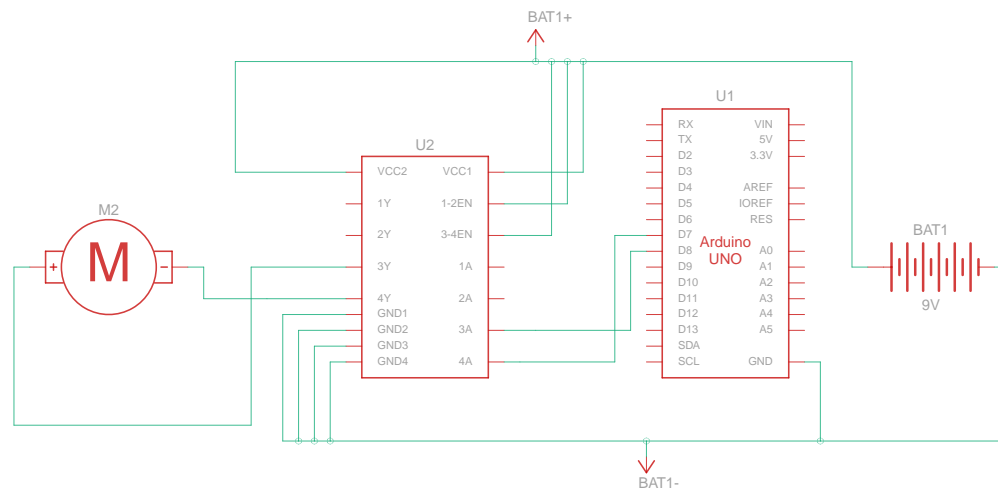 BAT1+
U1
RX
VIN
TX
5V
D2
3.3V
D3
D4
AREF
D5
IOREF
D6
RES
D7
Arduino
UNO
D8
A0
D9
A1
D10
A2
D11
A3
D12
A4
D13
A5
SDA
SCL
GND
U2
VCC2
VCC1
1Y
1-2EN
2Y
3-4EN
3Y
1A
4Y
2A
GND1
GND2
3A
GND3
GND4
4A
M2
+
M
-
BAT1
9V
BAT1-